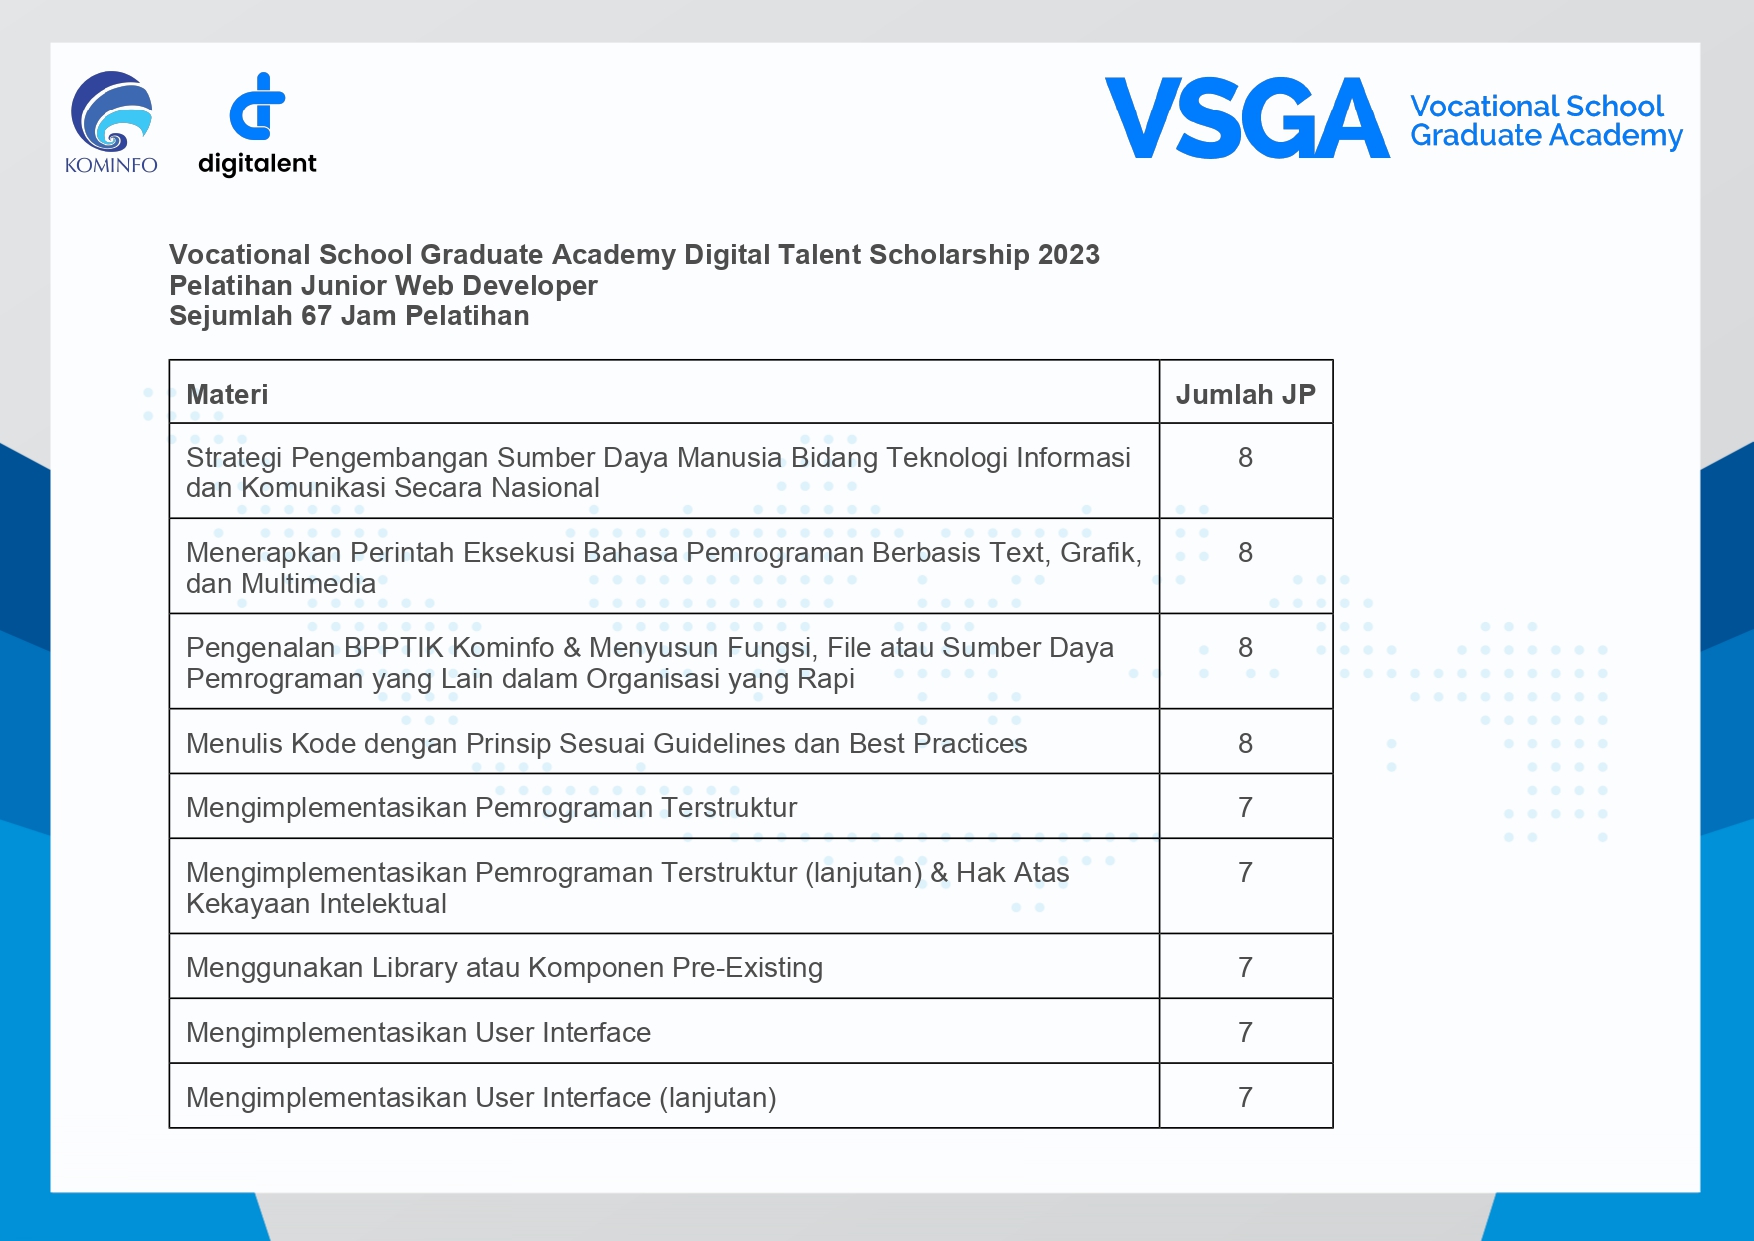 KOMINFO
digitalent
VSGA
Vocational School
Graduate Academy
Vocational School Graduate Academy Digital Talent Scholarship 2023
Pelatihan Junior Web Developer
Sejumlah 67 Jam Pelatihan
Materi Jumlah JP
Strategi Pengembangan Sumber Daya Manusia Bidang Teknologi Informasi 8
dan Komunikasi Secara Nasional
Menerapkan Perintah Eksekusi Bahasa Pemrograman Berbasis Text, Grafik, 8
dan Multimedia
Pengenalan BPPTIK Kominfo & Menyusun Fungsi, File atau Sumber Daya 8
Pemrograman yang Lain dalam Organisasi yang Rapi
Menulis Kode dengan Prinsip Sesuai Guidelines dan Best Practices 8
Mengimplementasikan Pemrograman Terstruktur 7
Mengimplementasikan Pemrograman Terstruktur (lanjutan) & Hak Atas 7
Kekayaan Intelektual
Menggunakan Library atau Komponen Pre-Existing 7
Mengimplementasikan User Interface 7
Mengimplementasikan User Interface (lanjutan) 7